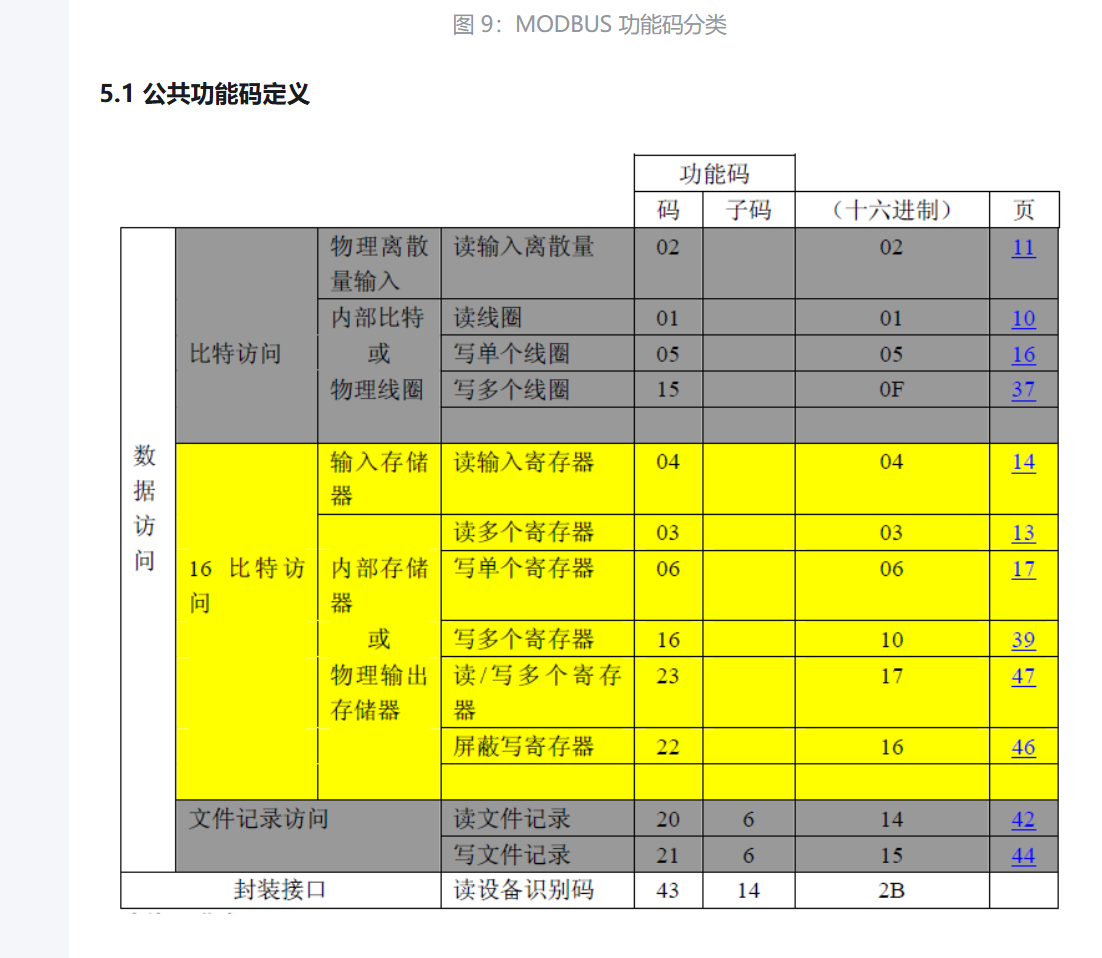 图 9：MODBUS 功能码分类
5.1 公共功能码定义
功能码
码 子码 （十六进制） 页
数据访问
比特访问
物理离散量输入 读输入离散量 02 02 11
内部比特或物理线圈 读线圈 01 01 10
写单个线圈 05 05 16
写多个线圈 15 0F 37
16 比特访问
输入存储器 读输入寄存器 04 04 14
内部存储器或物理输出存储器 读多个寄存器 03 03 13
写单个寄存器 06 06 17
写多个寄存器 16 10 39
读/写多个寄存器 23 17 47
屏蔽写寄存器 22 16 46
文件记录访问 读文件记录 20 6 14 42
写文件记录 21 6 15 44
封装接口 读设备识别码 43 14 2B